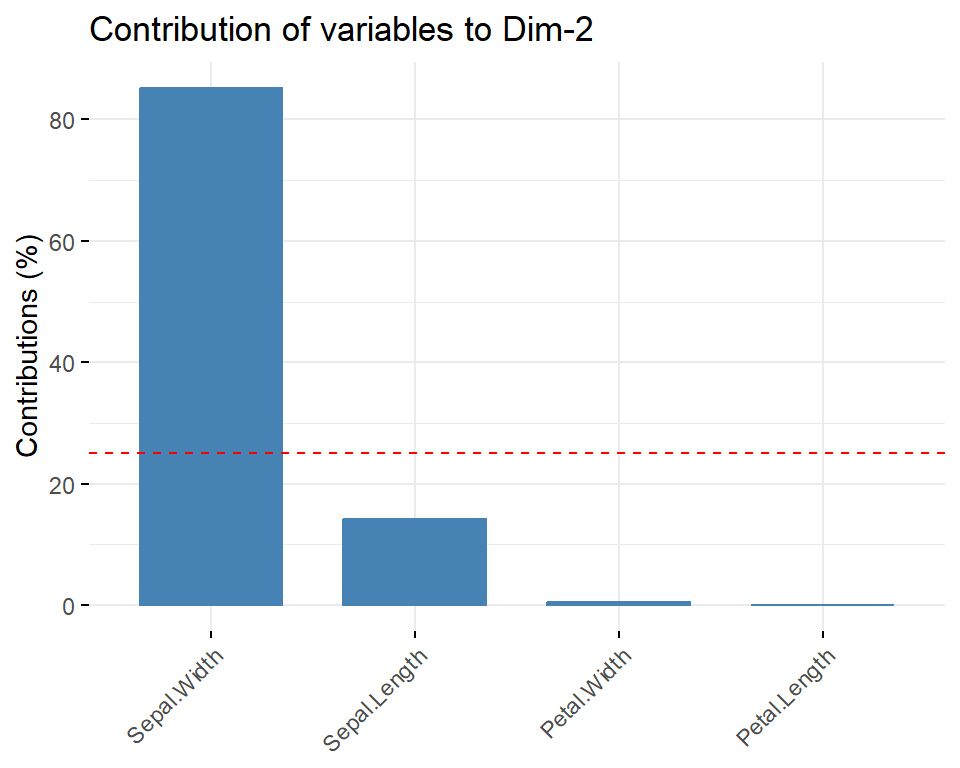 Contribution of variables to Dim-2
Contributions (%)
80
60
40
20
0
Sepal.Width
Sepal.Length
Petal.Width
Petal.Length